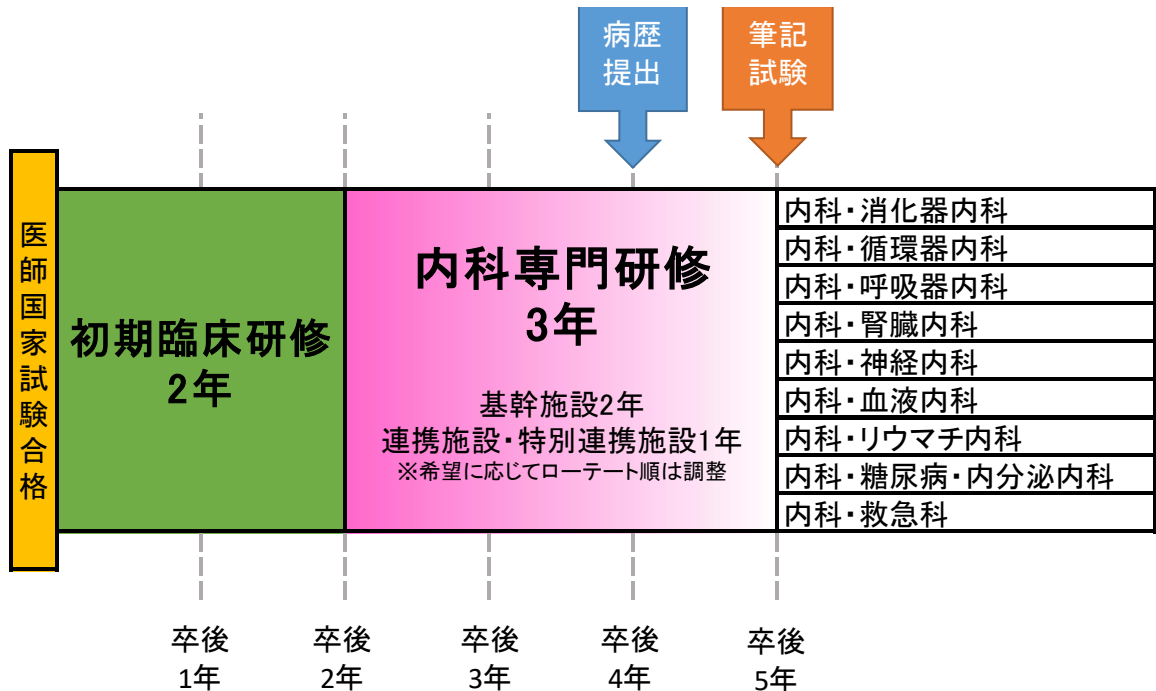 病歴
提出
筆記
試験
医師国家試験合格
初期臨床研修
2年
内科専門研修
3年
基幹施設2年
連携施設・特別連携施設1年
※希望に応じてローテート順は調整
内科・消化器内科
内科・循環器内科
内科・呼吸器内科
内科・腎臓内科
内科・神経内科
内科・血液内科
内科・リウマチ内科
内科・糖尿病・内分泌内科
内科・救急科
卒後
1年
卒後
2年
卒後
3年
卒後
4年
卒後
5年